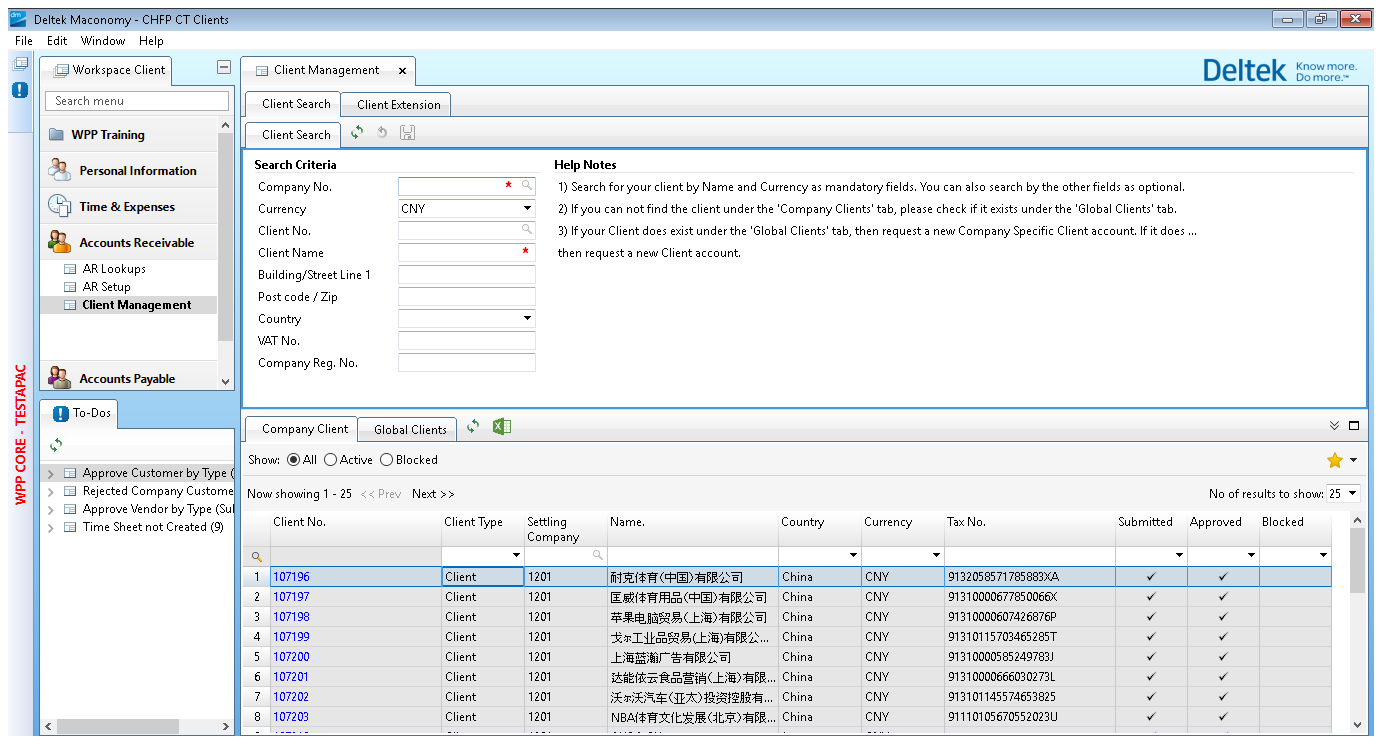 Deltek Maconomy - CHFP CT Clients
File Edit Window Help
Workspace Client
Search menu
WPP Training
Personal Information
Time & Expenses
Accounts Receivable
AR Lookups
AR Setup
Client Management
Accounts Payable
WPP CORE - TESTAPAC
To-Dos
Approve Customer by Type (
Rejected Company Custome
Approve Vendor by Type (Sul
Time Sheet not Created (9)
Client Management
Deltek Know more. Do more.™
Client Search Client Extension
Client Search
Search Criteria
Company No. *
Currency CNY
Client No.
Client Name *
Building/Street Line 1
Post code / Zip
Country
VAT No.
Company Reg. No.
Help Notes
1) Search for your client by Name and Currency as mandatory fields. You can also search by the other fields as optional.
2) If you can not find the client under the 'Company Clients' tab, please check if it exists under the 'Global Clients' tab.
3) If your Client does exist under the 'Global Clients' tab, then request a new Company Specific Client account. If it does ...
then request a new Client account.
Company Client Global Clients
Show: All Active Blocked
Now showing 1 - 25 << Prev Next >> No of results to show: 25
Client No. Client Type Settling Company Name. Country Currency Tax No. Submitted Approved Blocked
1 107196 Client 1201 耐克体育(中国)有限公司 China CNY 9132058571785883XA ✓ ✓
2 107197 Client 1201 匡威体育用品(中国)有限公司 China CNY 91310000677850066X ✓ ✓
3 107198 Client 1201 苹果电脑贸易(上海)有限公司 China CNY 91310000607426876P ✓ ✓
4 107199 Client 1201 戈尔工业品贸易(上海)有限公... China CNY 91310115703465285T ✓ ✓
5 107200 Client 1201 上海蓝瀚广告有限公司 China CNY 91310000585249783J ✓ ✓
6 107201 Client 1201 达能依云食品营销(上海)有限... China CNY 91310000666030273L ✓ ✓
7 107202 Client 1201 沃尔沃汽车(亚太)投资控股有... China CNY 913101145574653825 ✓ ✓
8 107203 Client 1201 NBA体育文化发展(北京)有限... China CNY 91110105670552023U ✓ ✓